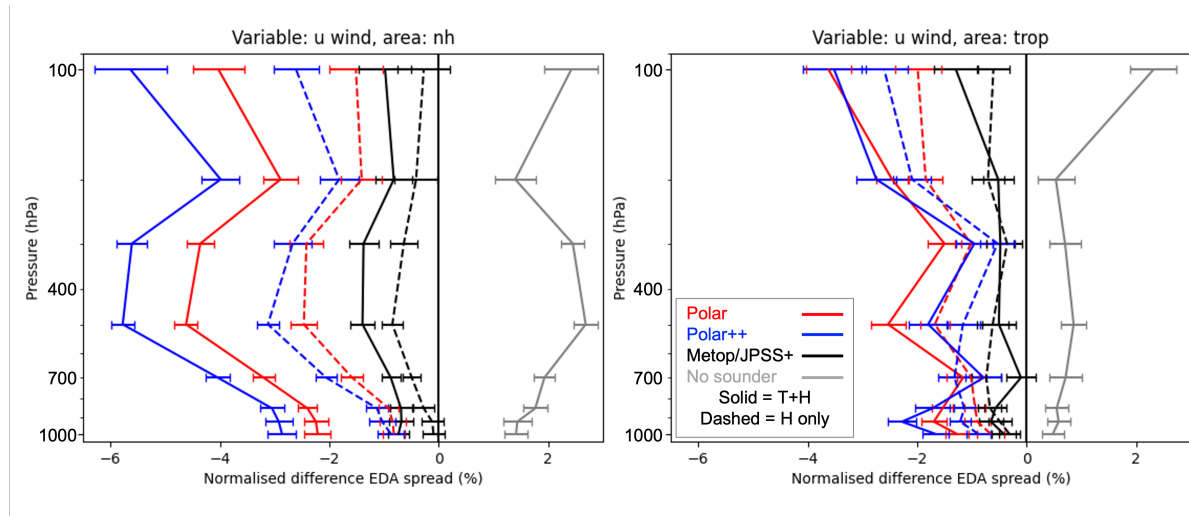 Variable: u wind, area: nh
100
400
700
1000
Pressure (hPa)
−6 −4 −2 0 2
Normalised difference EDA spread (%)
Variable: u wind, area: trop
100
400
700
1000
Pressure (hPa)
Polar
Polar++
Metop/JPSS+
No sounder
Solid = T+H
Dashed = H only
−6 −4 −2 0 2
Normalised difference EDA spread (%)